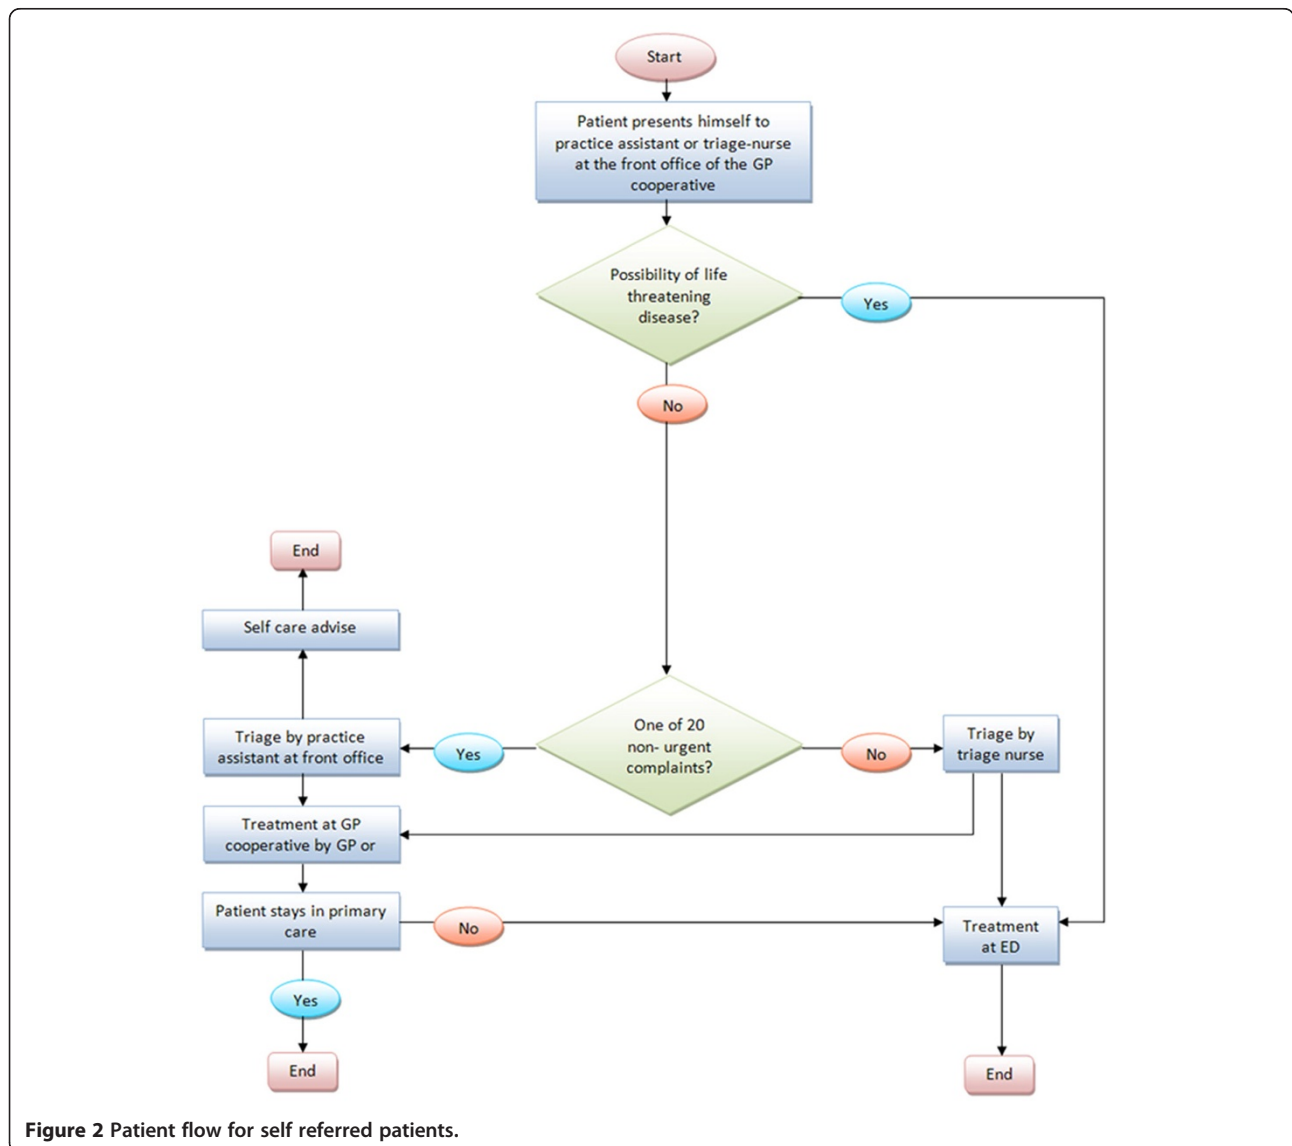 Start
Patient presents himself to
practice assistant or triage-nurse
at the front office of the GP
cooperative
Possibility of life
threatening
disease?
Yes
No
End
Self care advise
Triage by practice
assistant at front office
Yes
One of 20
non- urgent
complaints?
No
Triage by
triage nurse
Treatment at GP
cooperative by GP or
Patient stays in primary
care
No
Treatment
at ED
Yes
End
End
Figure 2 Patient flow for self referred patients.